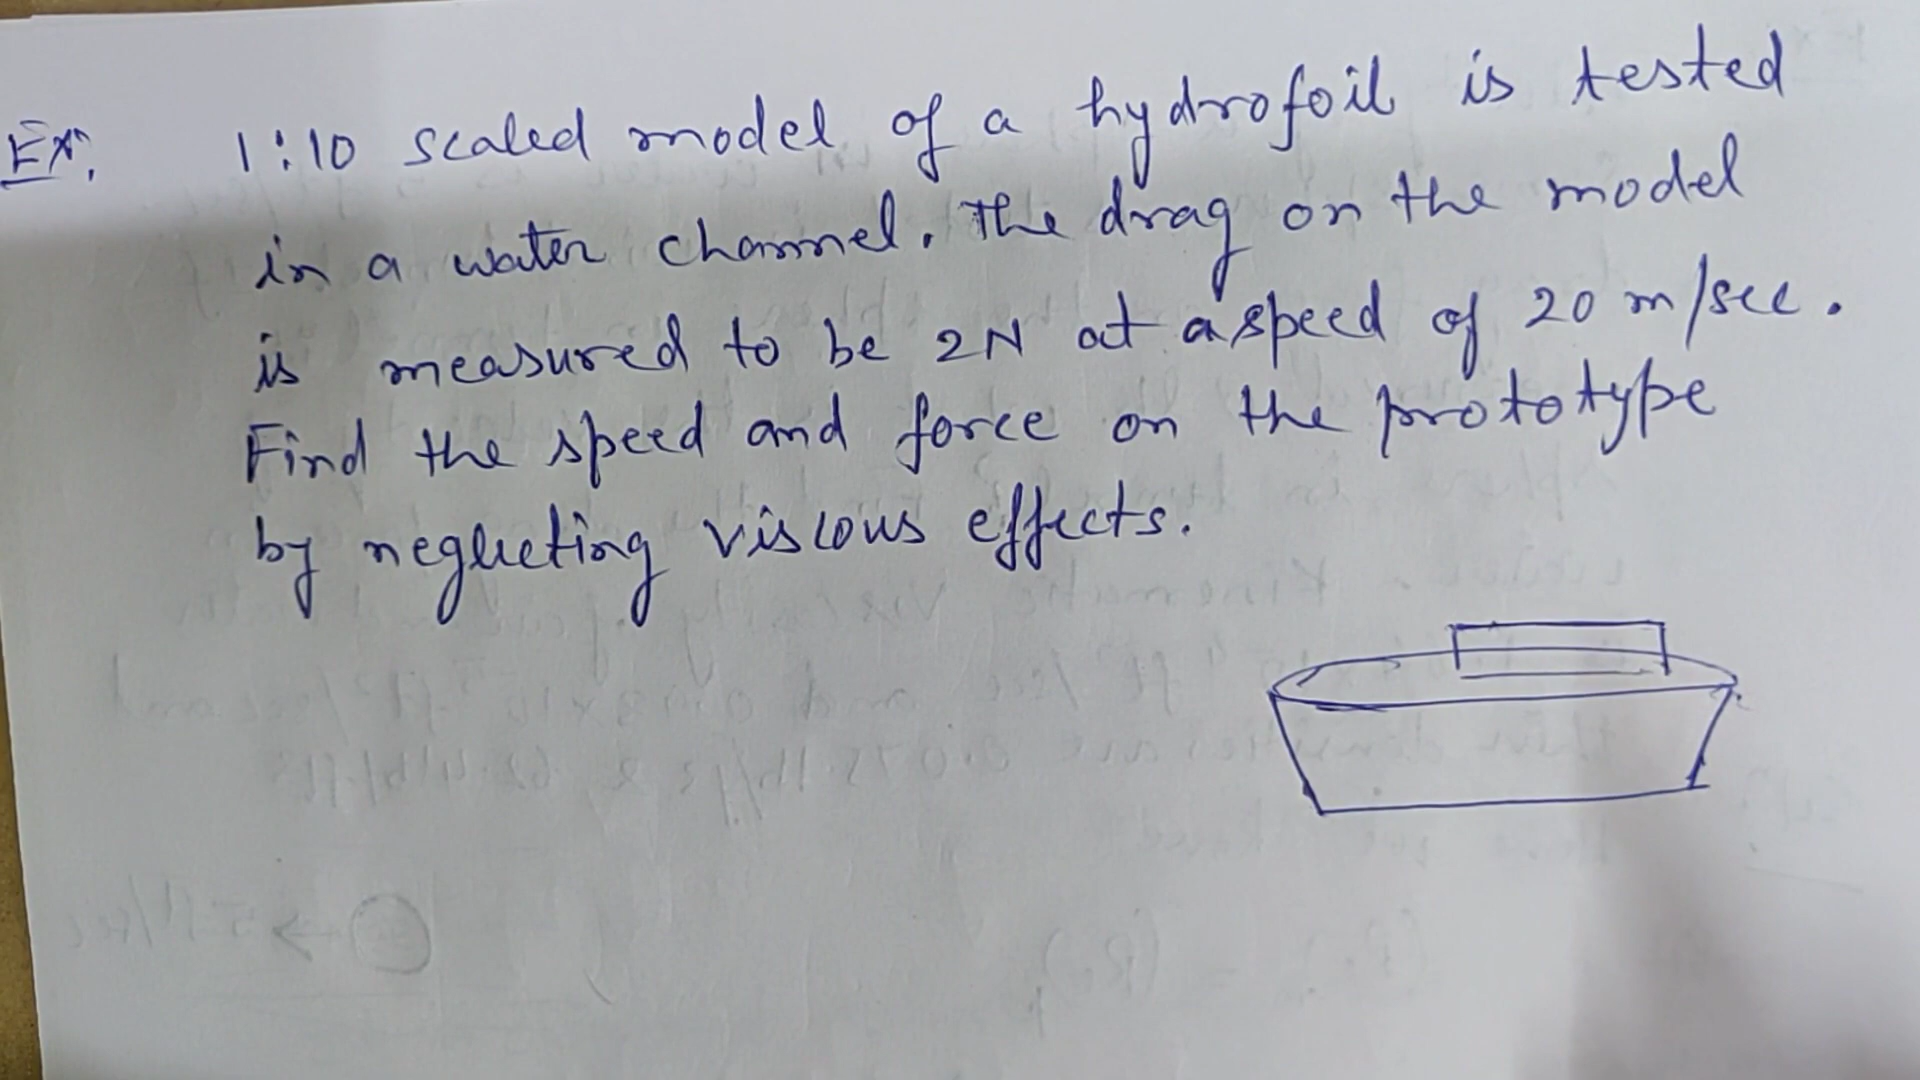 Ex. 1:10 scaled model of a hydrofoil is tested
in a water channel. The drag on the model
is measured to be 2N at a speed of 20 m/sec.
Find the speed and force on the prototype
by neglecting viscous effects.